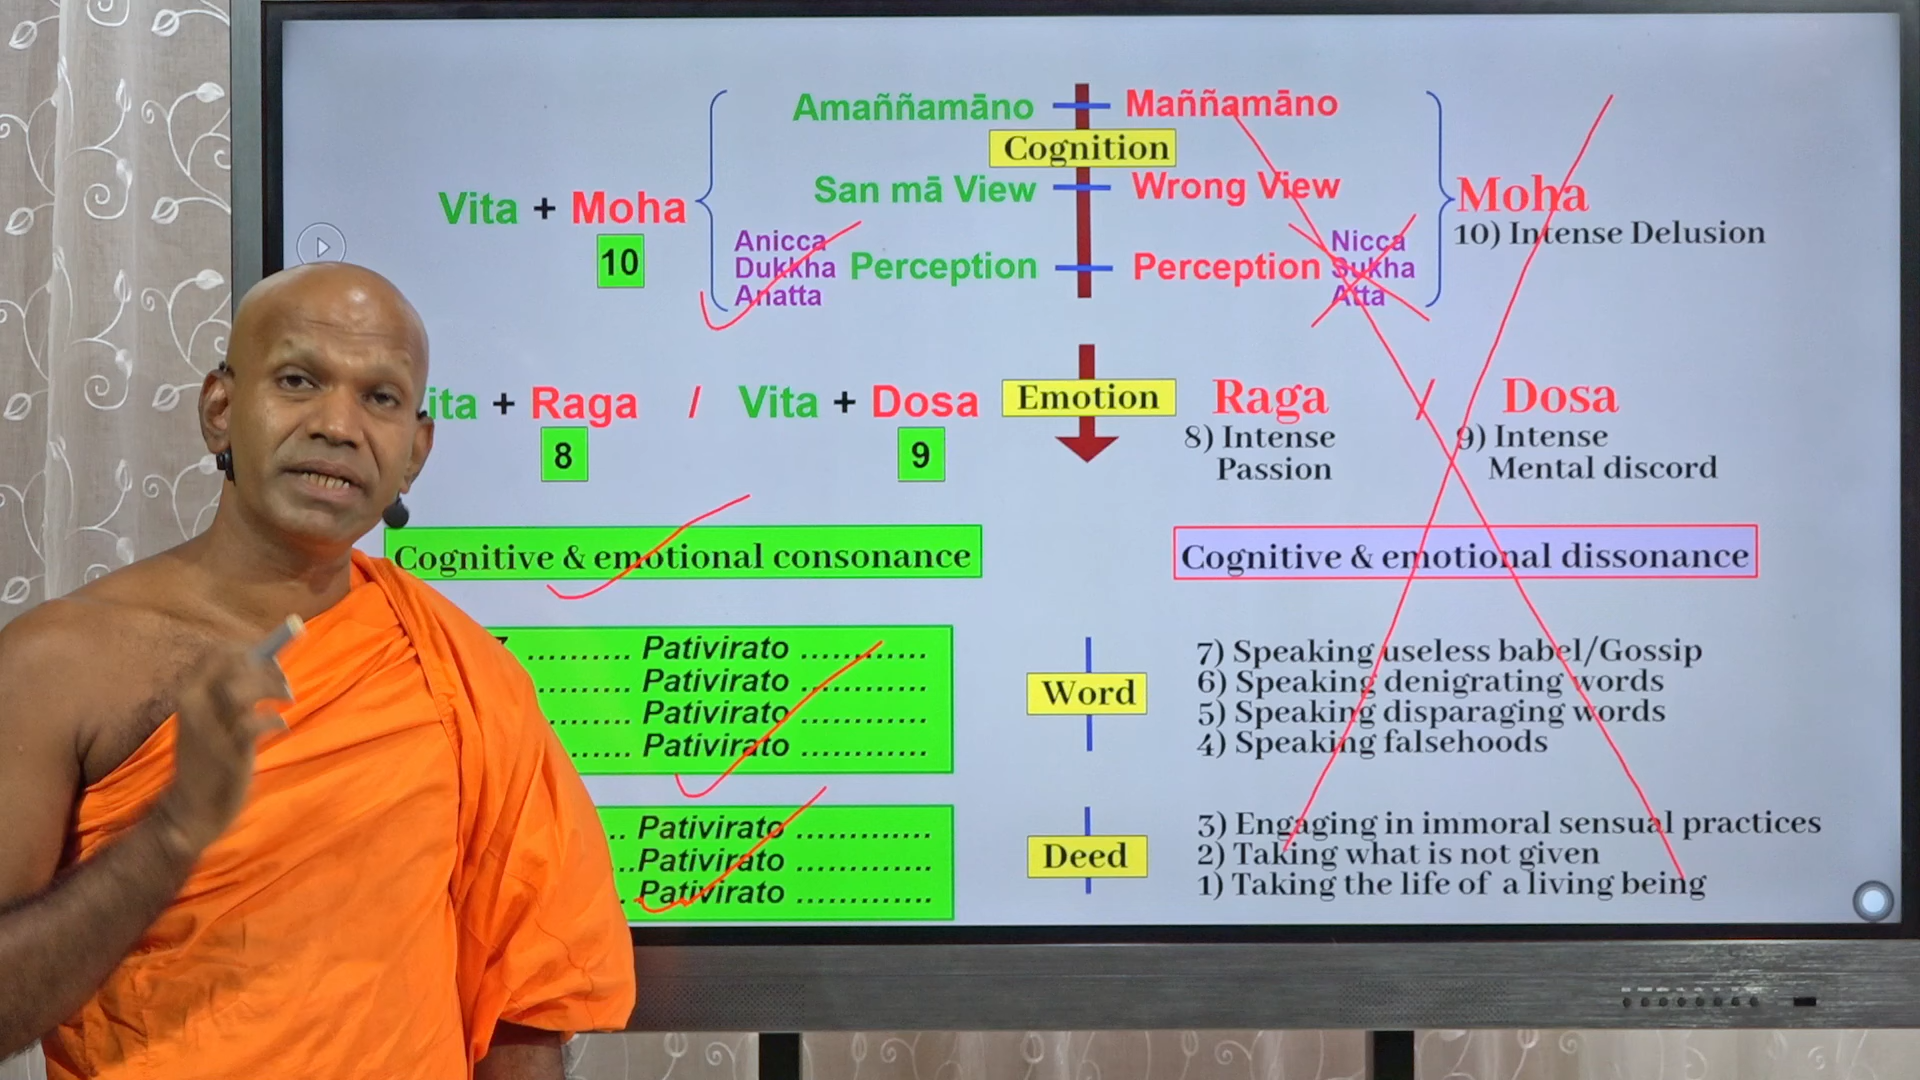 Amaññamāno Maññamāno
Cognition
San mā View Wrong View
Vita + Moha Moha
10
10) Intense Delusion
Anicca
Dukkha
Anatta
Perception Perception
Nicca
Sukha
Atta
ita + Raga / Vita + Dosa Emotion Raga / Dosa
8 9
8) Intense
Passion
9) Intense
Mental discord
Cognitive & emotional consonance Cognitive & emotional dissonance
.......... Pativirato ............
......... Pativirato ............
........ Pativirato ............
...... Pativirato ............
Word
7) Speaking useless babel/Gossip
6) Speaking denigrating words
5) Speaking disparaging words
4) Speaking falsehoods
.. Pativirato .............
...Pativirato .............
. Pativirato .............
Deed
3) Engaging in immoral sensual practices
2) Taking what is not given
1) Taking the life of a living being